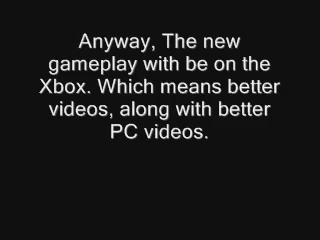 Anyway, The new
gameplay with be on the
Xbox. Which means better
videos, along with better
PC videos.